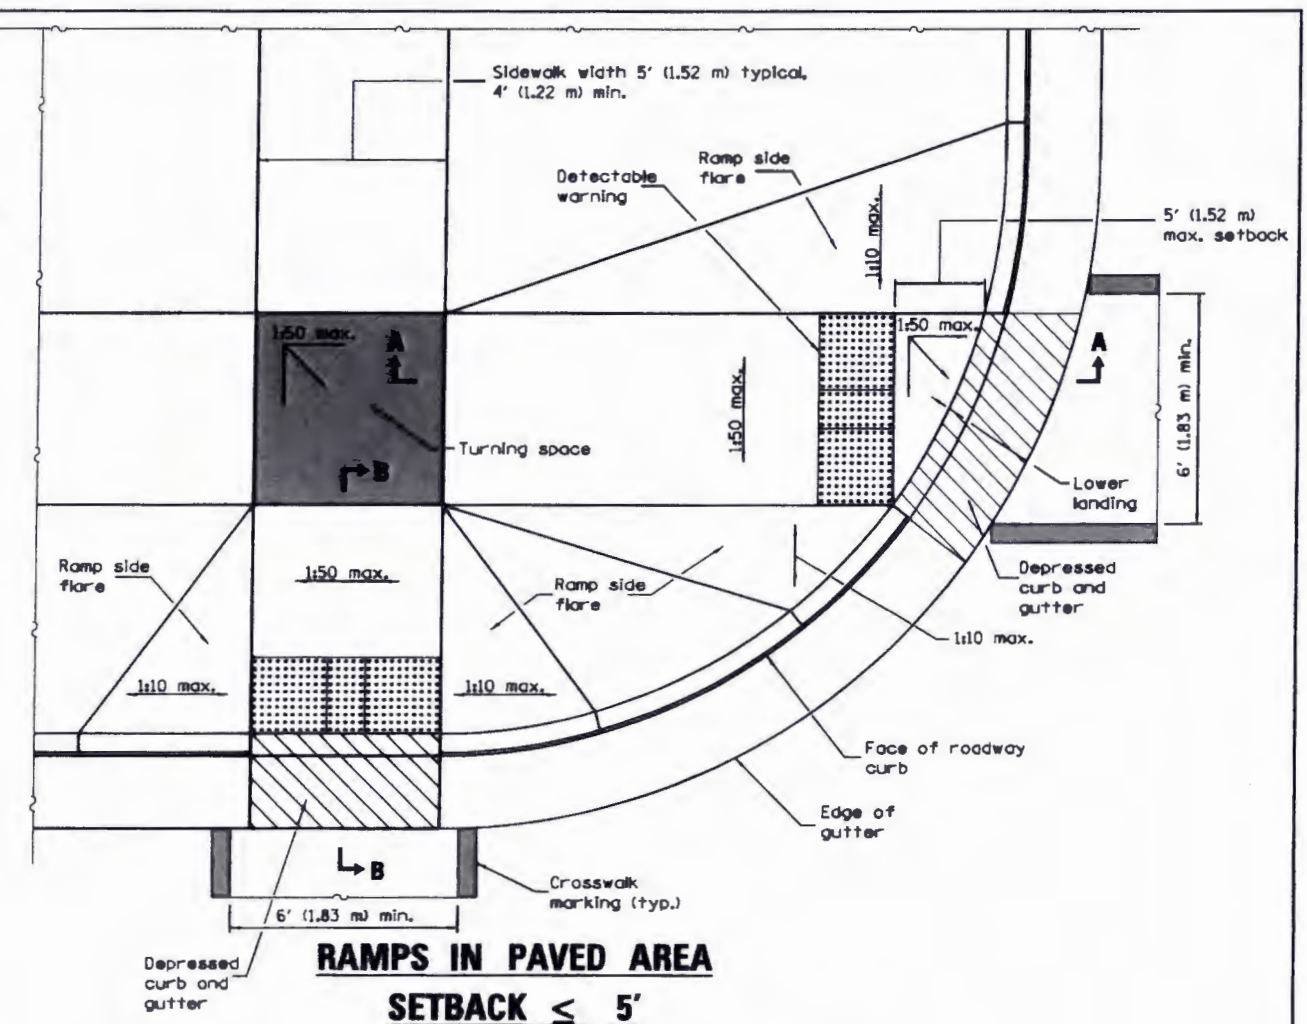 Sidewalk width 5' (1.52 m) typical,
4' (1.22 m) min.
Ramp side
flare
Detectable
warning
1:10 max.
5' (1.52 m)
max. setback
1:50 max.
A
1:50 max.
A
1:50 max.
6' (1.83 m) min.
Turning space
B
Lower
landing
Ramp side
flare
1:50 max.
Ramp side
flare
Depressed
curb and
gutter
1:10 max.
1:10 max.
1:10 max.
Face of roadway
curb
Edge of
gutter
B
Crosswalk
marking (typ.)
6' (1.83 m) min.
Depressed
curb and
gutter
RAMPS IN PAVED AREA
SETBACK ≤ 5'